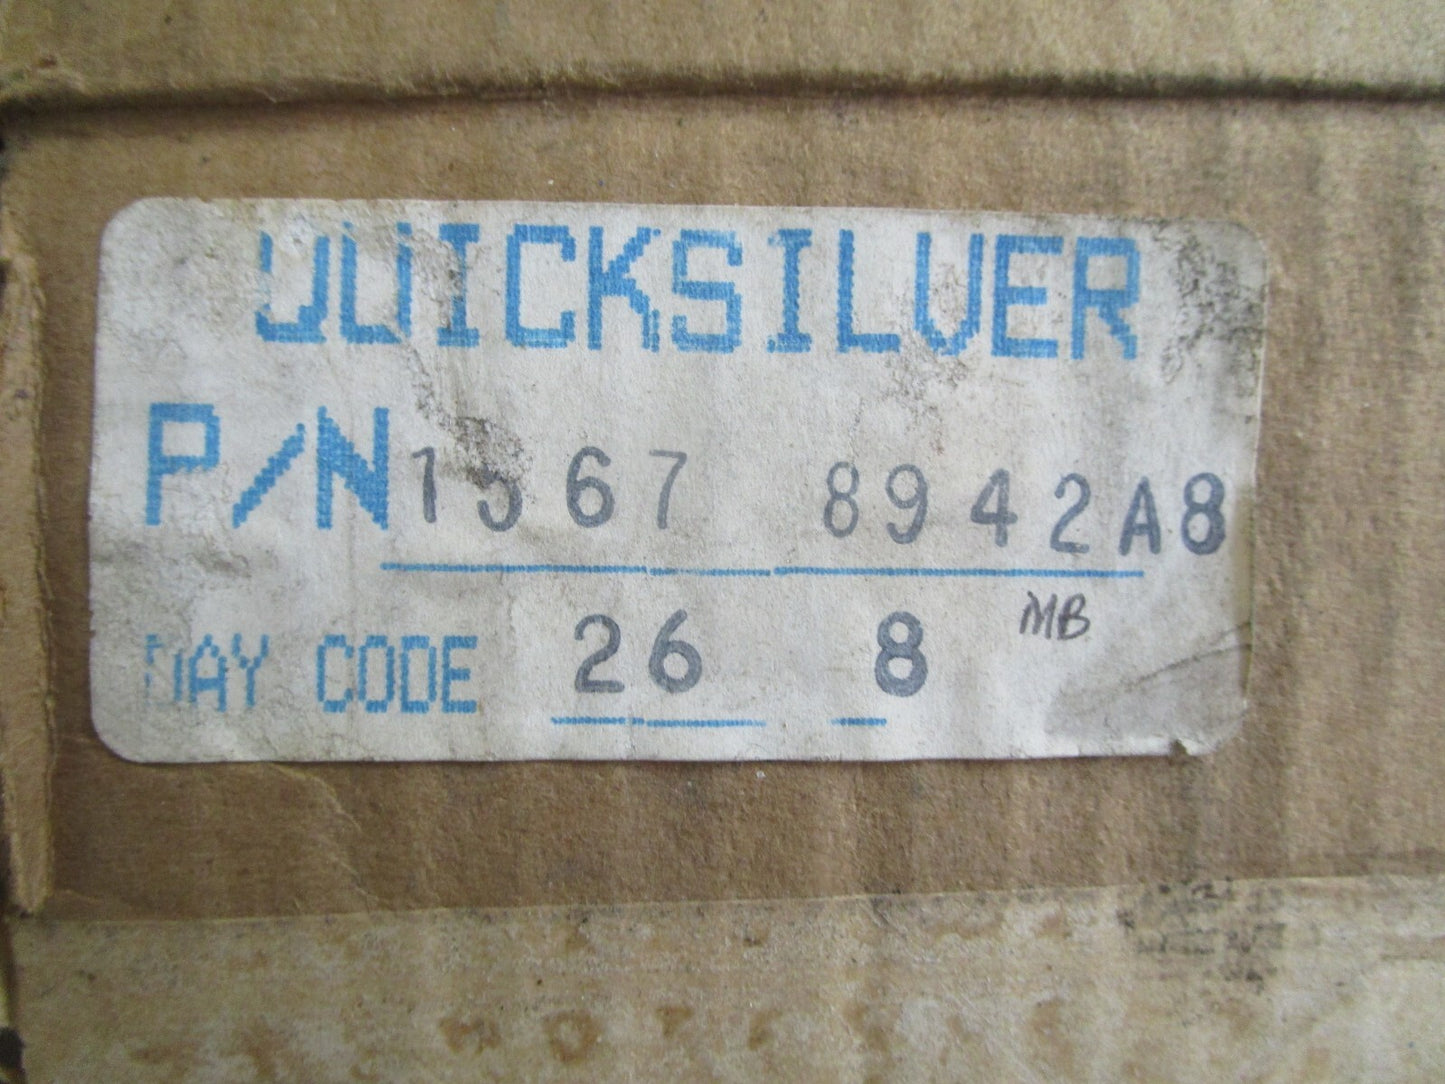 QUICKSILVER
P/N 1567 8942A8
DAY CODE 26 8 MB